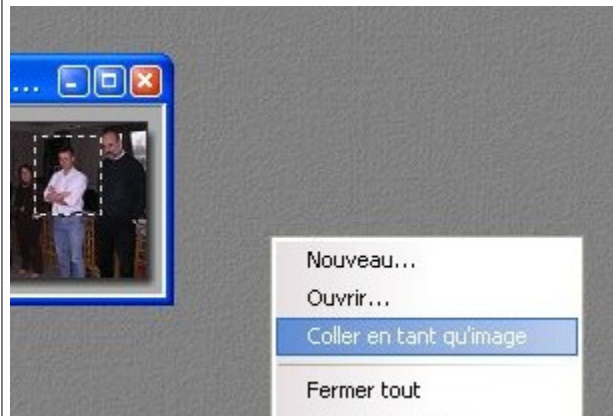 ...
Nouveau...
Ouvrir...
Coller en tant qu'image
Fermer tout